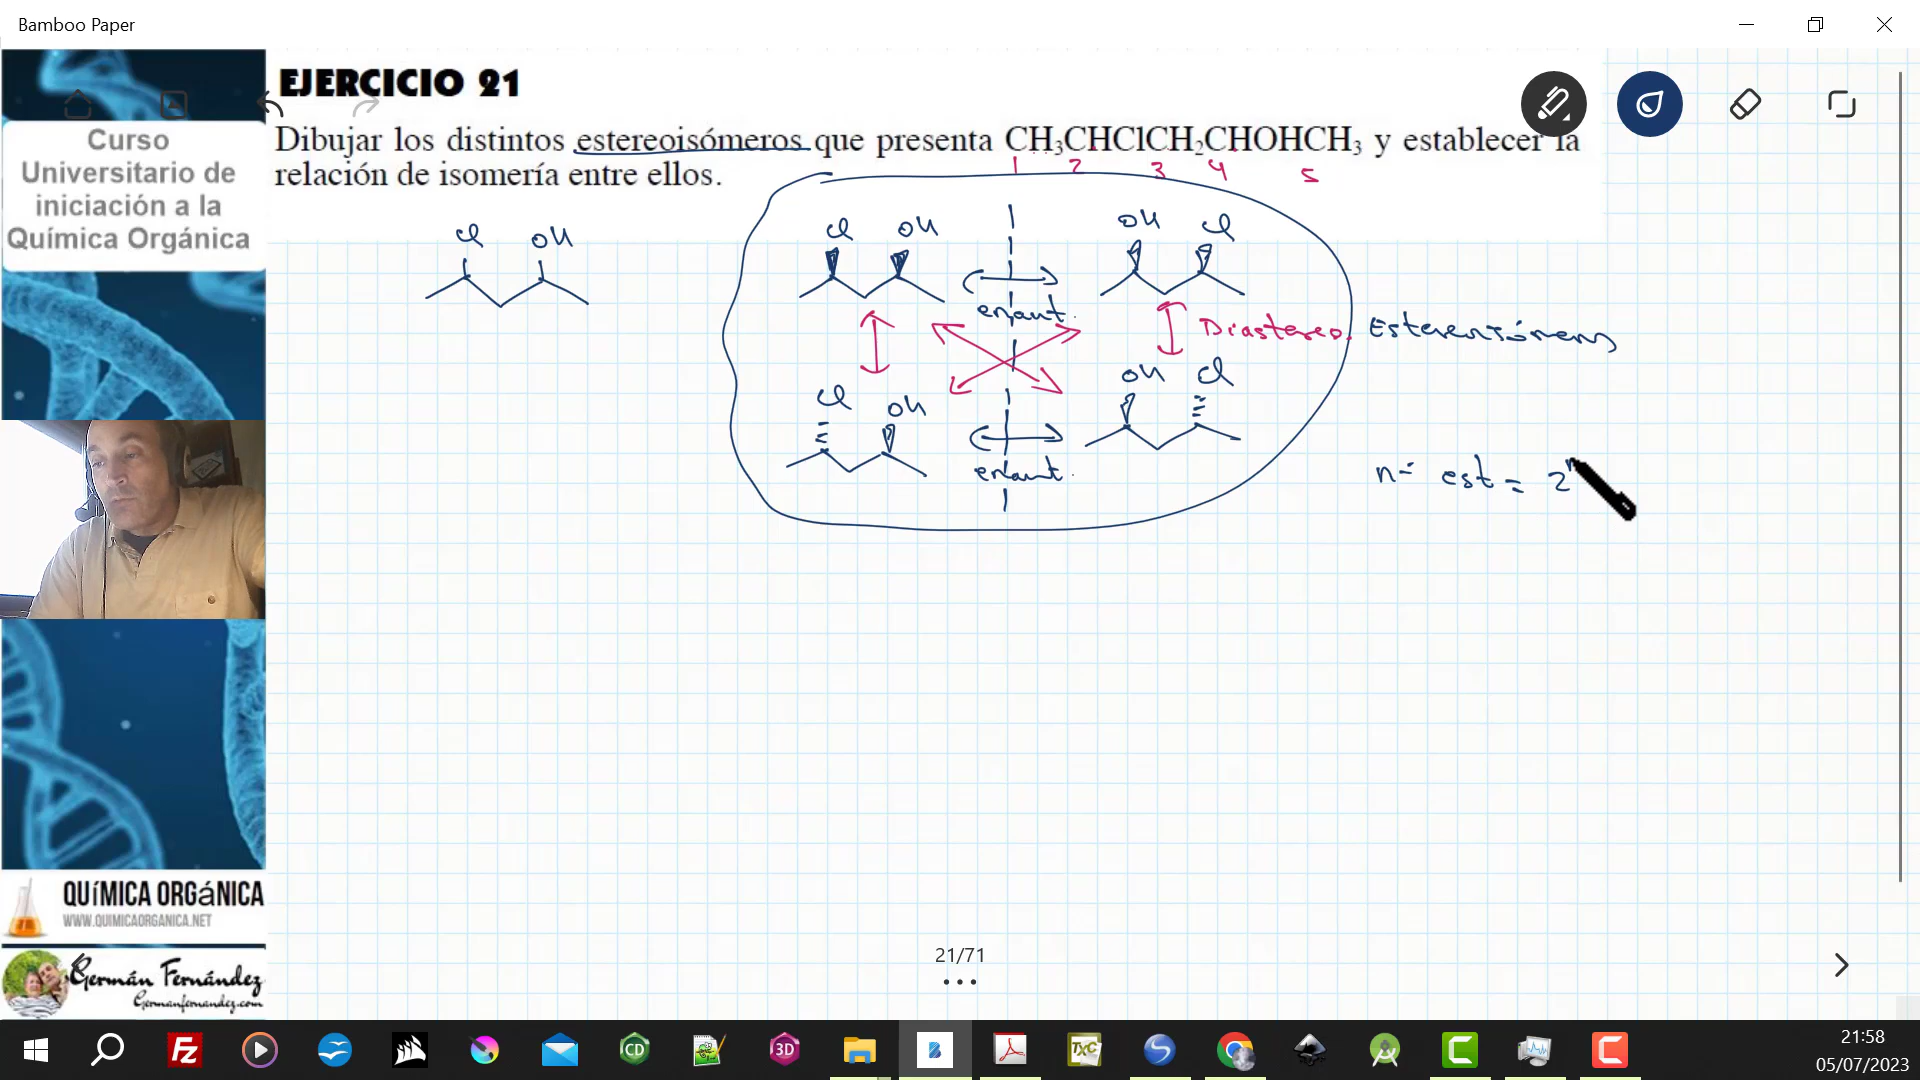 Bamboo Paper
EJERCICIO 21
Dibujar los distintos estereoisómeros que presenta CH₃CHClCH₂CHOHCH₃ y establecer la
relación de isomería entre ellos.
1 2 3 4 5
Curso
Universitario de
iniciación a la
Química Orgánica
Cl OH
Cl OH
OH Cl
enant.
Diastereo.
Estereoisómeros
Cl OH
OH Cl
enant.
nº est = 2ⁿ
QUíMICA ORGáNICA
WWW.QUIMICAORGANICA.NET
Germán Fernández
Germanfernandez.com
21/71
21:58
05/07/2023